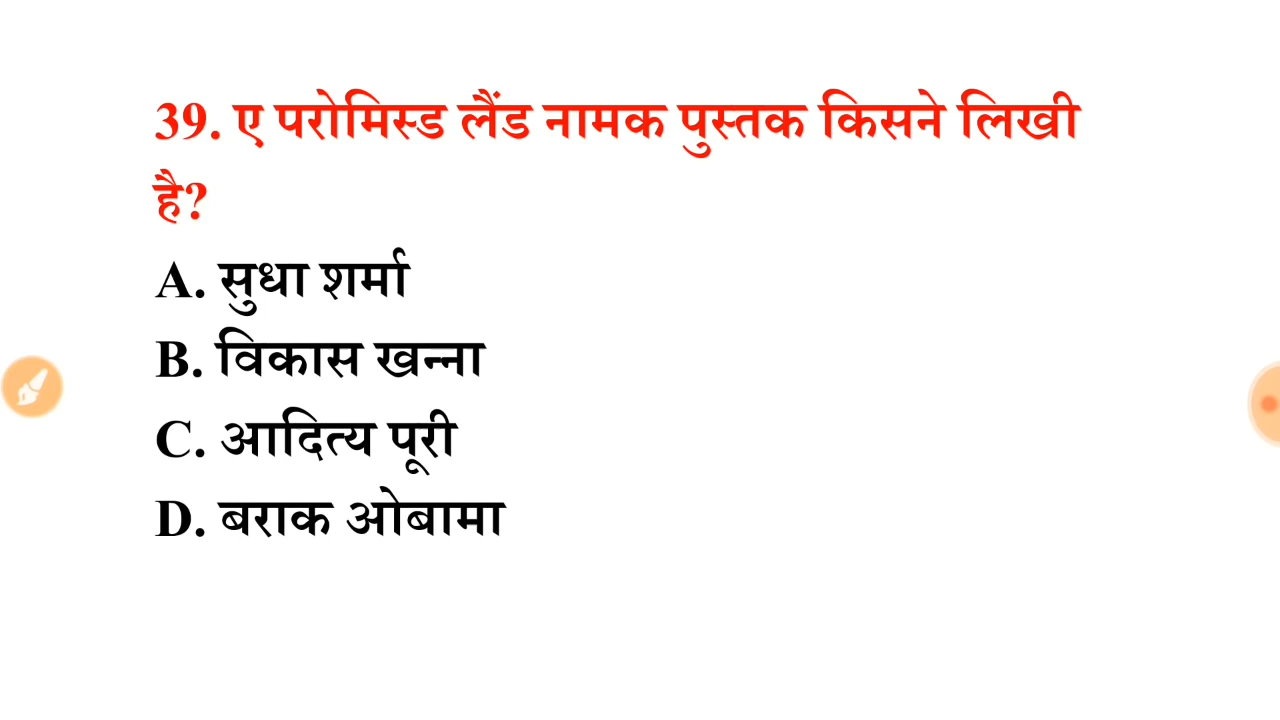 39. ए परोमिस्ड लैंड नामक पुस्तक किसने लिखी
है?
A. सुधा शर्मा
B. विकास खन्ना
C. आदित्य पूरी
D. बराक ओबामा